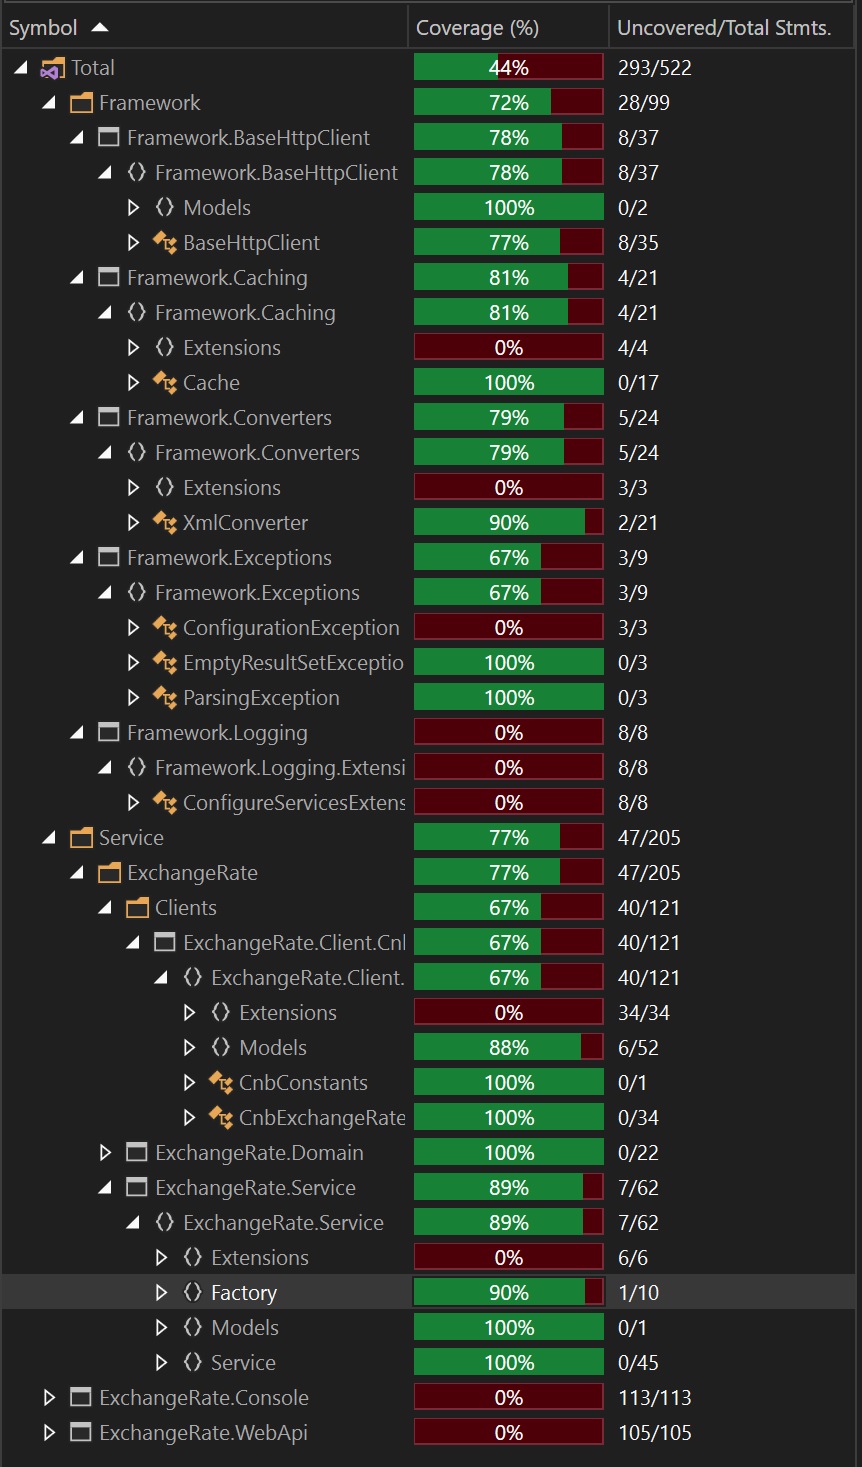 Symbol Coverage (%) Uncovered/Total Stmts.
Total 44% 293/522
Framework 72% 28/99
Framework.BaseHttpClient 78% 8/37
Framework.BaseHttpClient 78% 8/37
Models 100% 0/2
BaseHttpClient 77% 8/35
Framework.Caching 81% 4/21
Framework.Caching 81% 4/21
Extensions 0% 4/4
Cache 100% 0/17
Framework.Converters 79% 5/24
Framework.Converters 79% 5/24
Extensions 0% 3/3
XmlConverter 90% 2/21
Framework.Exceptions 67% 3/9
Framework.Exceptions 67% 3/9
ConfigurationException 0% 3/3
EmptyResultSetExceptio 100% 0/3
ParsingException 100% 0/3
Framework.Logging 0% 8/8
Framework.Logging.Extensi 0% 8/8
ConfigureServicesExtens 0% 8/8
Service 77% 47/205
ExchangeRate 77% 47/205
Clients 67% 40/121
ExchangeRate.Client.Cnl 67% 40/121
ExchangeRate.Client. 67% 40/121
Extensions 0% 34/34
Models 88% 6/52
CnbConstants 100% 0/1
CnbExchangeRate 100% 0/34
ExchangeRate.Domain 100% 0/22
ExchangeRate.Service 89% 7/62
ExchangeRate.Service 89% 7/62
Extensions 0% 6/6
Factory 90% 1/10
Models 100% 0/1
Service 100% 0/45
ExchangeRate.Console 0% 113/113
ExchangeRate.WebApi 0% 105/105